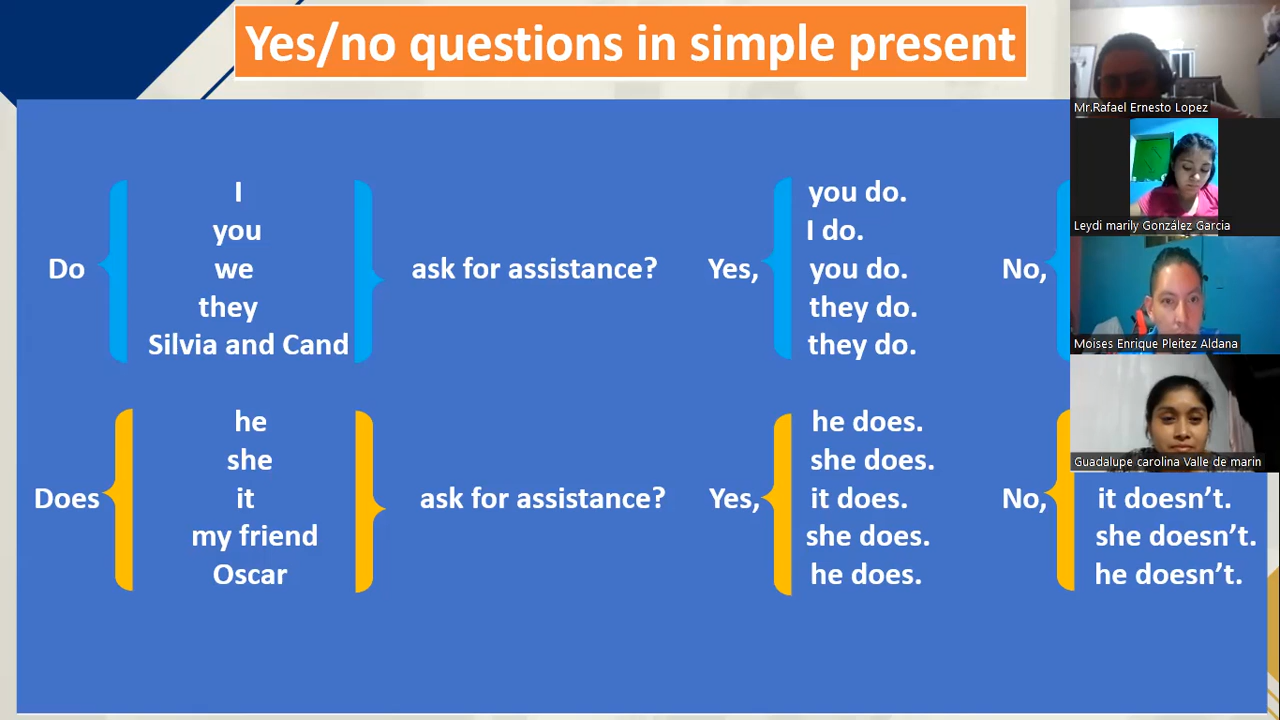 Yes/no questions in simple present
Do
I
you
we
they
Silvia and Cand
ask for assistance?
Yes,
you do.
I do.
you do.
they do.
they do.
No,
Does
he
she
it
my friend
Oscar
ask for assistance?
Yes,
he does.
she does.
it does.
she does.
he does.
No,
it doesn’t.
she doesn’t.
he doesn’t.
Mr.Rafael Ernesto Lopez
Leydi marily González Garcia
Moises Enrique Pleitez Aldana
Guadalupe carolina Valle de marin